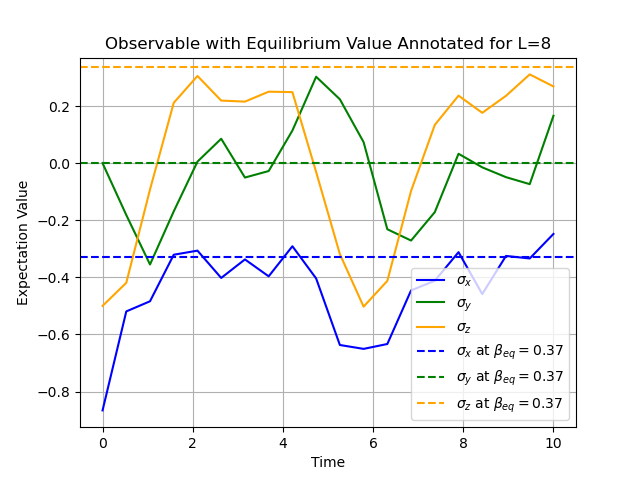 Observable with Equilibrium Value Annotated for L=8
Expectation Value
0.2
0.0
−0.2
−0.4
−0.6
−0.8
σx
σy
σz
σx at βeq = 0.37
σy at βeq = 0.37
σz at βeq = 0.37
0 2 4 6 8 10
Time